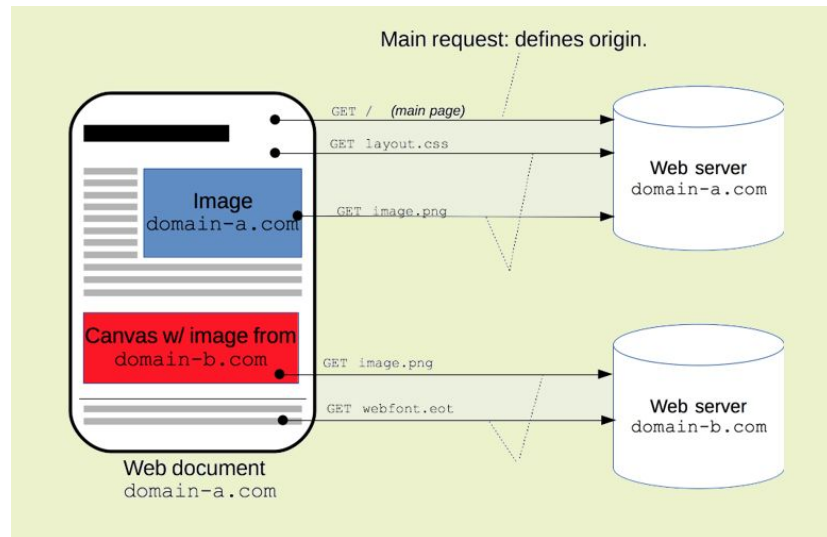 Main request: defines origin.
GET / (main page)
GET layout.css
Web server
domain-a.com
Image
domain-a.com
GET image.png
Canvas w/ image from
domain-b.com
GET image.png
GET webfont.eot
Web server
domain-b.com
Web document
domain-a.com